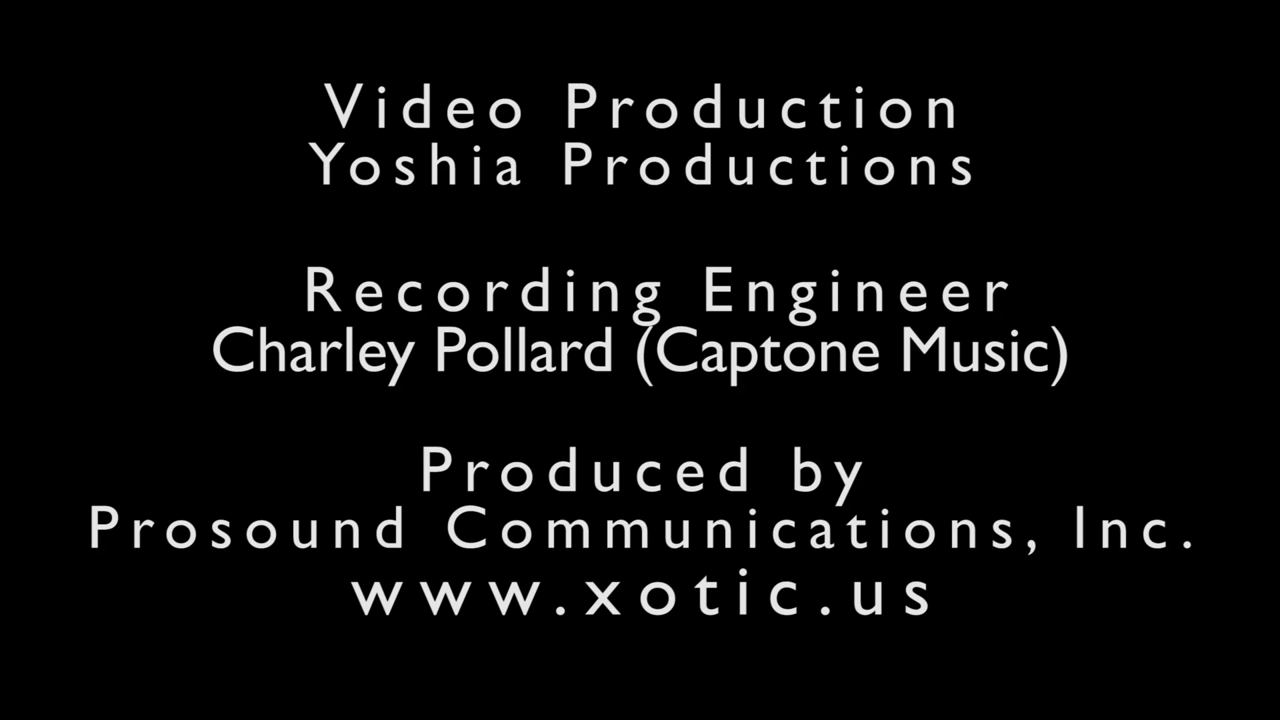 Video Production
Yoshia Productions
Recording Engineer
Charley Pollard (Captone Music)
Produced by
Prosound Communications, Inc.
www.xotic.us